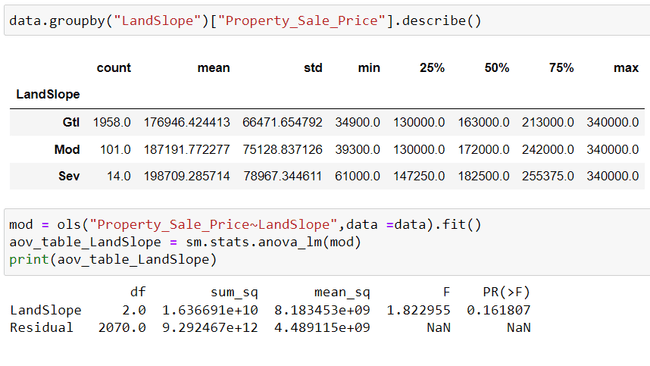 data.groupby("LandSlope")["Property_Sale_Price"].describe()
count mean std min 25% 50% 75% max
LandSlope
Gtl 1958.0 176946.424413 66471.654792 34900.0 130000.0 163000.0 213000.0 340000.0
Mod 101.0 187191.772277 75128.837126 39300.0 130000.0 172000.0 242000.0 340000.0
Sev 14.0 198709.285714 78967.344611 61000.0 147250.0 182500.0 255375.0 340000.0
mod = ols("Property_Sale_Price~LandSlope",data =data).fit()
aov_table_LandSlope = sm.stats.anova_lm(mod)
print(aov_table_LandSlope)
df sum_sq mean_sq F PR(>F)
LandSlope 2.0 1.636691e+10 8.183453e+09 1.822955 0.161807
Residual 2070.0 9.292467e+12 4.489115e+09 NaN NaN